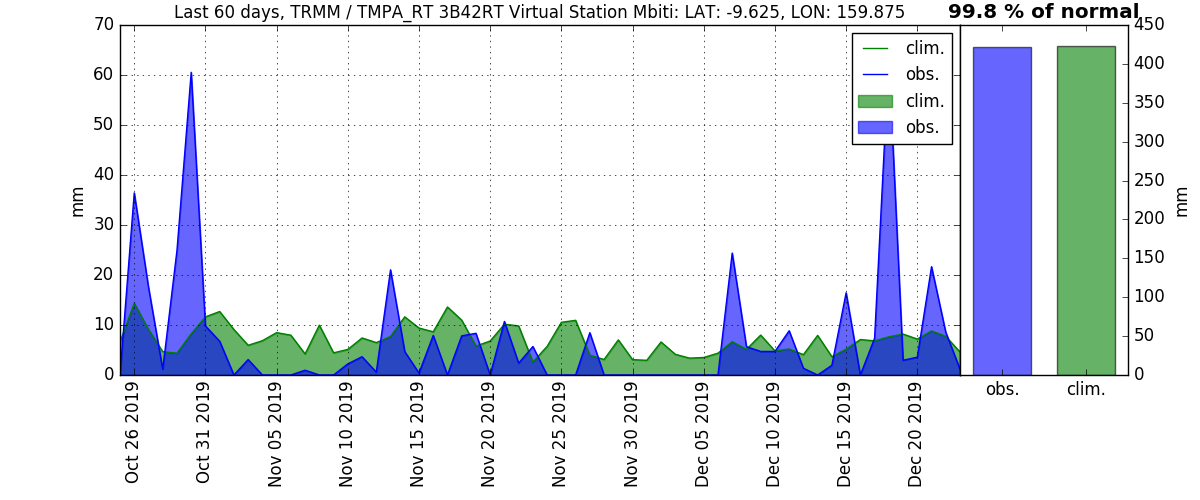 Last 60 days, TRMM / TMPA_RT 3B42RT Virtual Station Mbiti: LAT: -9.625, LON: 159.875
99.8 % of normal
70
60
50
40
30
20
10
0
mm
clim.
obs.
clim.
obs.
450
400
350
300
250
200
150
100
50
0
mm
obs.
clim.
Oct 26 2019
Oct 31 2019
Nov 05 2019
Nov 10 2019
Nov 15 2019
Nov 20 2019
Nov 25 2019
Nov 30 2019
Dec 05 2019
Dec 10 2019
Dec 15 2019
Dec 20 2019